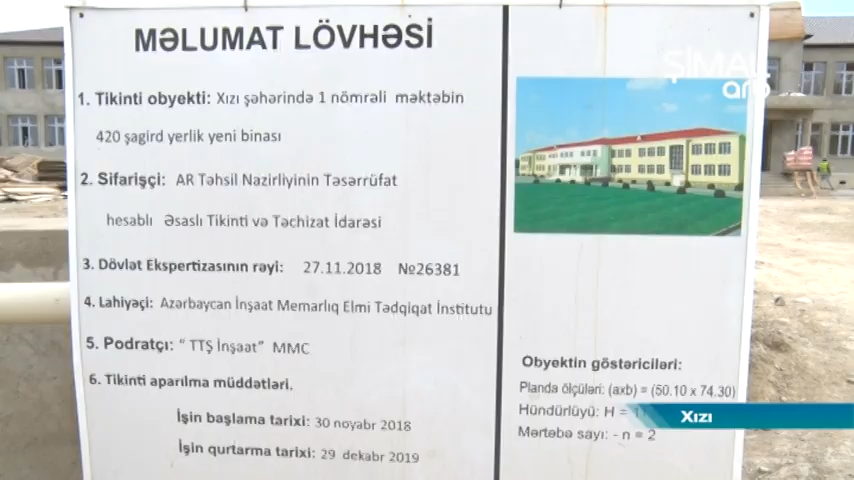 MƏLUMAT LÖVHƏSİ
1. Tikinti obyekti: Xızı şəhərində 1 nömrəli məktəbin
420 şagird yerlik yeni binası
2. Sifarişçi: AR Təhsil Nazirliyinin Təsərrüfat
hesablı Əsaslı Tikinti və Təchizat İdarəsi
3. Dövlət Ekspertizasının rəyi: 27.11.2018 №26381
4. Lahiyəçi: Azərbaycan İnşaat Memarlıq Elmi Tədqiqat İnstitutu
5. Podratçı: “ TTŞ İnşaat” MMC
6. Tikinti aparılma müddətləri.
İşin başlama tarixi: 30 noyabr 2018
İşin qurtarma tarixi: 29 dekabr 2019
ŞİMAL
Obyektin göstəriciləri:
Planda ölçüləri: (axb) = (50.10 x 74.30)
Hündürlüyü: H =
Mərtəbə sayı: - n = 2
Xızı